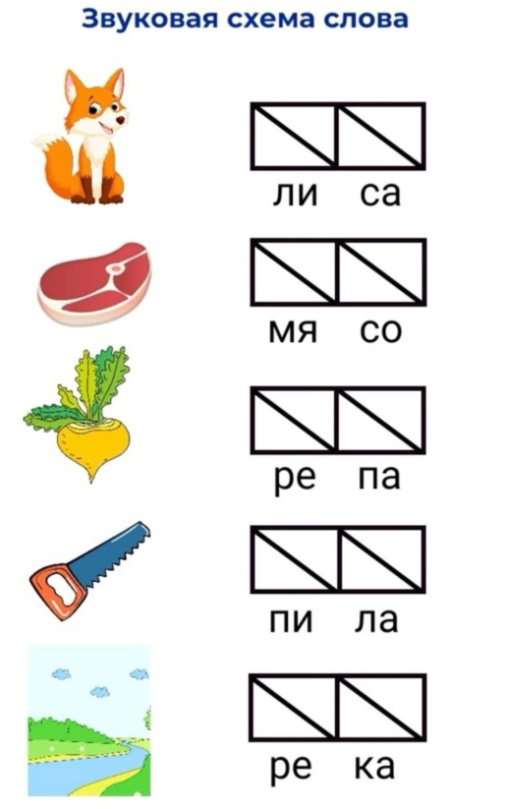 Звуковая схема слова
ли са
мя со
ре па
пи ла
ре ка